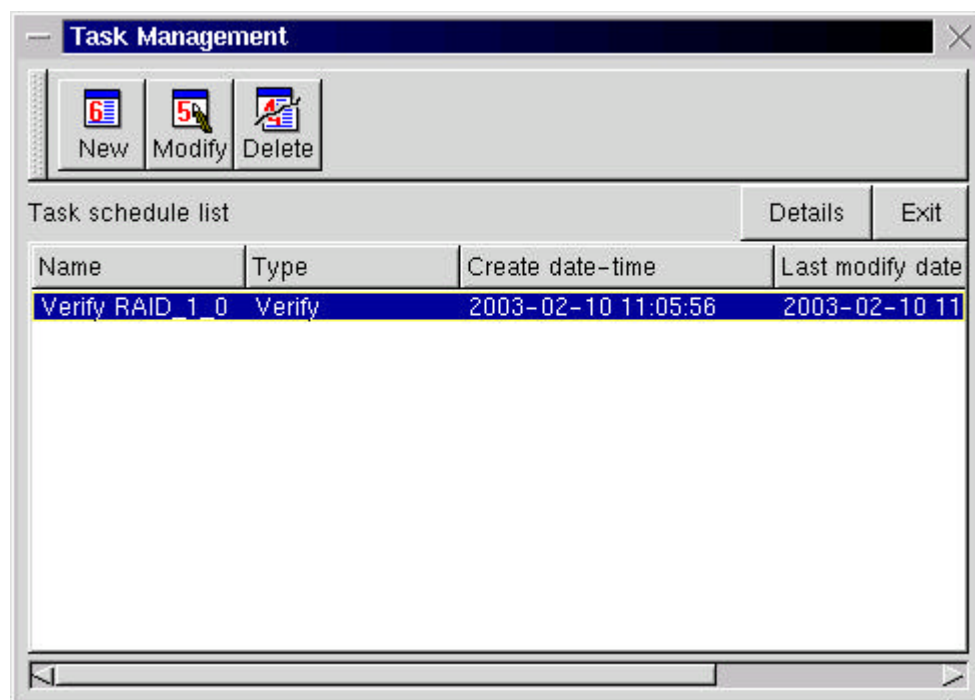 Task Management
New Modify Delete
Task schedule list Details Exit
Name Type Create date-time Last modify date
Verify RAID_1_0 Verify 2003-02-10 11:05:56 2003-02-10 11